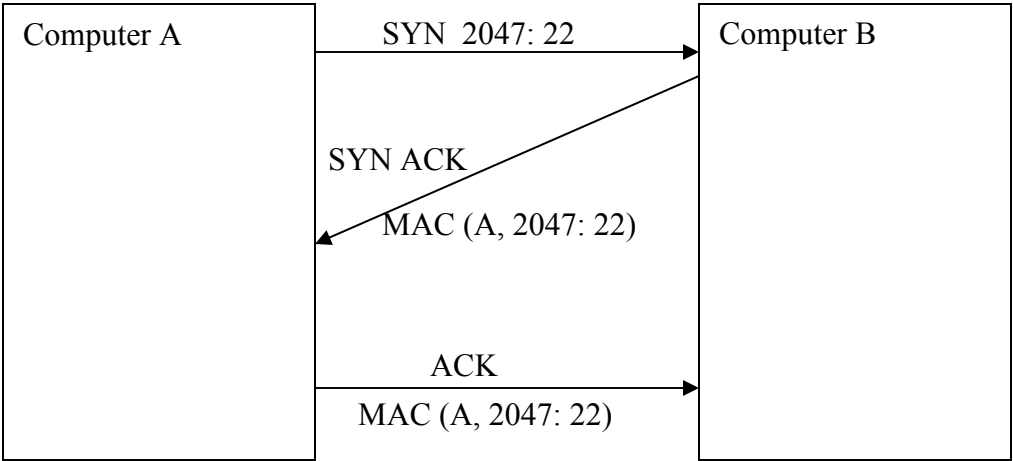 Computer A
SYN 2047: 22
Computer B
SYN ACK
MAC (A, 2047: 22)
ACK
MAC (A, 2047: 22)